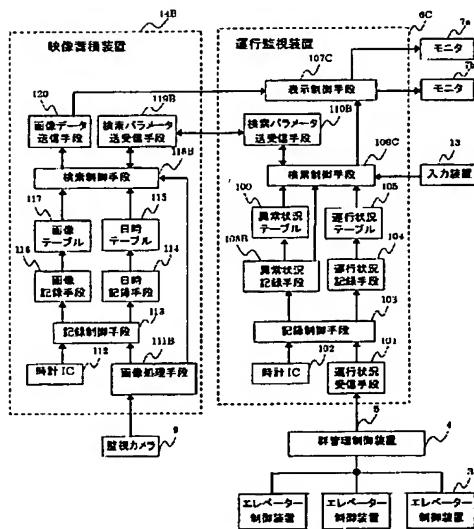 14B
映像蓄積装置
6C
運行監視装置
107C
表示制御手段
7a
モニタ
7b
モニタ
120
画像データ
送信手段
119B
検索パラメータ
送受信手段
110B
検索パラメータ
送受信手段
118B
検索制御手段
106C
検索制御手段
13
入力装置
117
画像
テーブル
115
日時
テーブル
100
異常状況
テーブル
105
運行状況
テーブル
116
画像
記録手段
114
日時
記録手段
108B
異常状況
記録手段
104
運行状況
記録手段
113
記録制御手段
103
記録制御手段
112
時計IC
111B
画像処理手段
102
時計IC
101
運行状況
受信手段
9
監視カメラ
5
4
群管理制御装置
3
エレベーター
制御装置
エレベーター
制御装置
エレベーター
制御装置